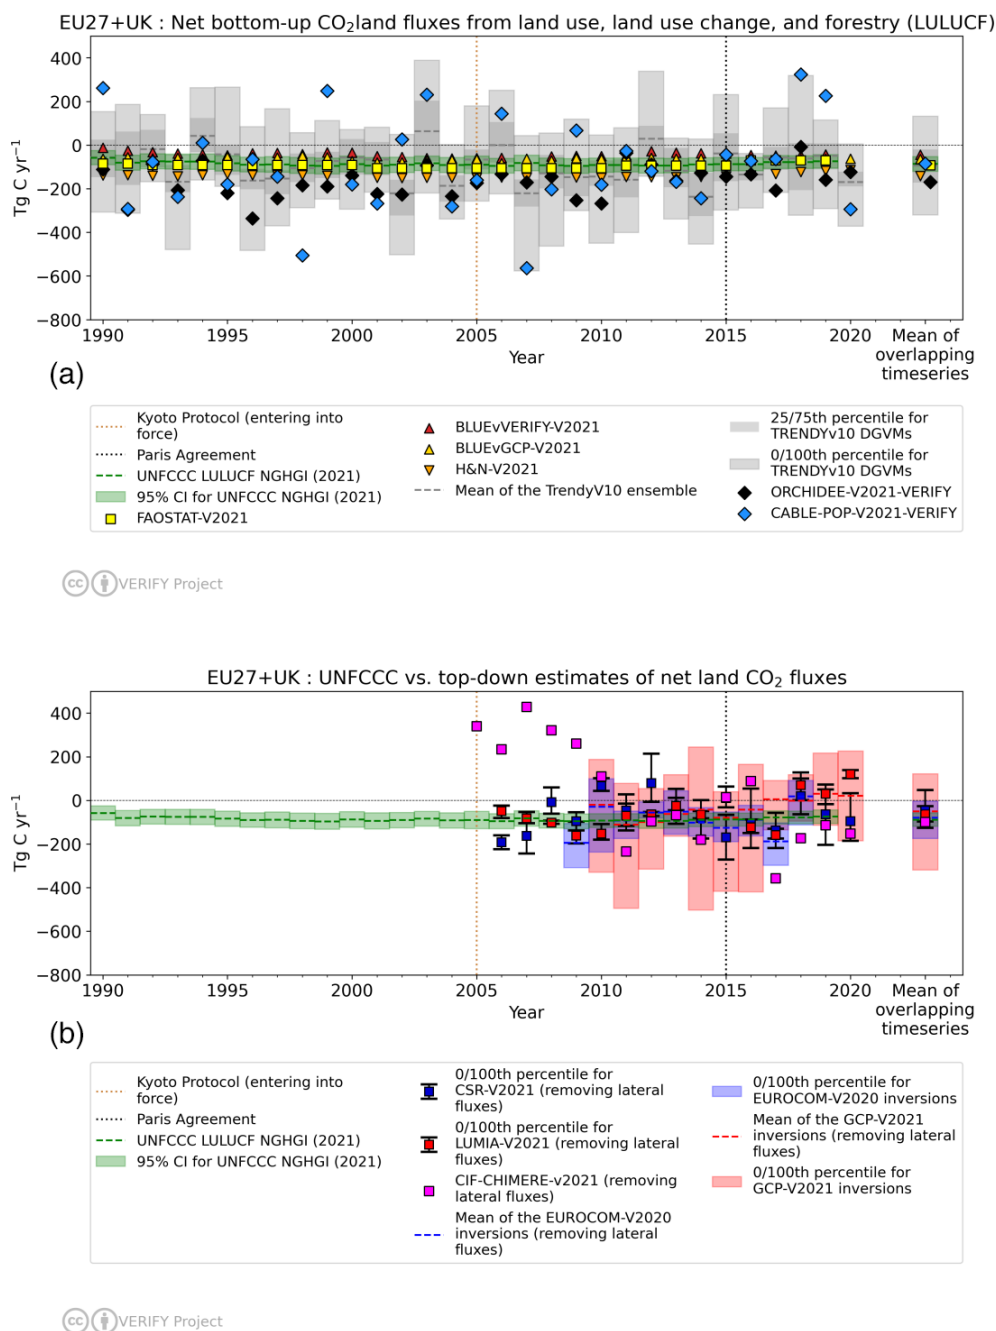 EU27+UK : Net bottom-up CO₂land fluxes from land use, land use change, and forestry (LULUCF)
400
200
0
−200
−400
−600
−800
Tg C yr⁻¹
1990
1995
2000
2005
2010
2015
2020
Mean of
overlapping
timeseries
Year
(a)
Kyoto Protocol (entering into
force)
Paris Agreement
UNFCCC LULUCF NGHGI (2021)
95% CI for UNFCCC NGHGI (2021)
FAOSTAT-V2021
BLUEvVERIFY-V2021
BLUEvGCP-V2021
H&N-V2021
Mean of the TrendyV10 ensemble
25/75th percentile for
TRENDYv10 DGVMs
0/100th percentile for
TRENDYv10 DGVMs
ORCHIDEE-V2021-VERIFY
CABLE-POP-V2021-VERIFY
cc VERIFY Project
EU27+UK : UNFCCC vs. top-down estimates of net land CO₂ fluxes
400
200
0
−200
−400
−600
−800
Tg C yr⁻¹
1990
1995
2000
2005
2010
2015
2020
Mean of
overlapping
timeseries
Year
(b)
Kyoto Protocol (entering into
force)
Paris Agreement
UNFCCC LULUCF NGHGI (2021)
95% CI for UNFCCC NGHGI (2021)
0/100th percentile for
CSR-V2021 (removing lateral
fluxes)
0/100th percentile for
LUMIA-V2021 (removing lateral
fluxes)
CIF-CHIMERE-v2021 (removing
lateral fluxes)
Mean of the EUROCOM-V2020
inversions (removing lateral
fluxes)
0/100th percentile for
EUROCOM-V2020 inversions
Mean of the GCP-V2021
inversions (removing lateral
fluxes)
0/100th percentile for
GCP-V2021 inversions
cc VERIFY Project